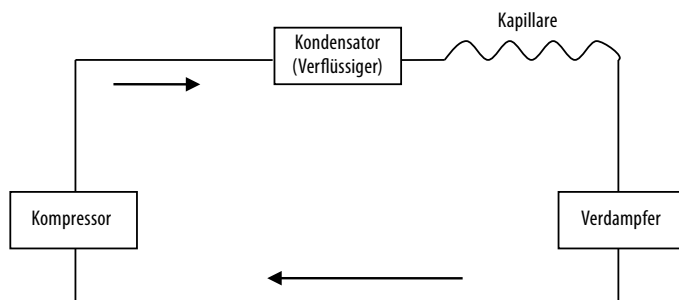 Kapillare
Kondensator
(Verflüssiger)
Kompressor
Verdampfer